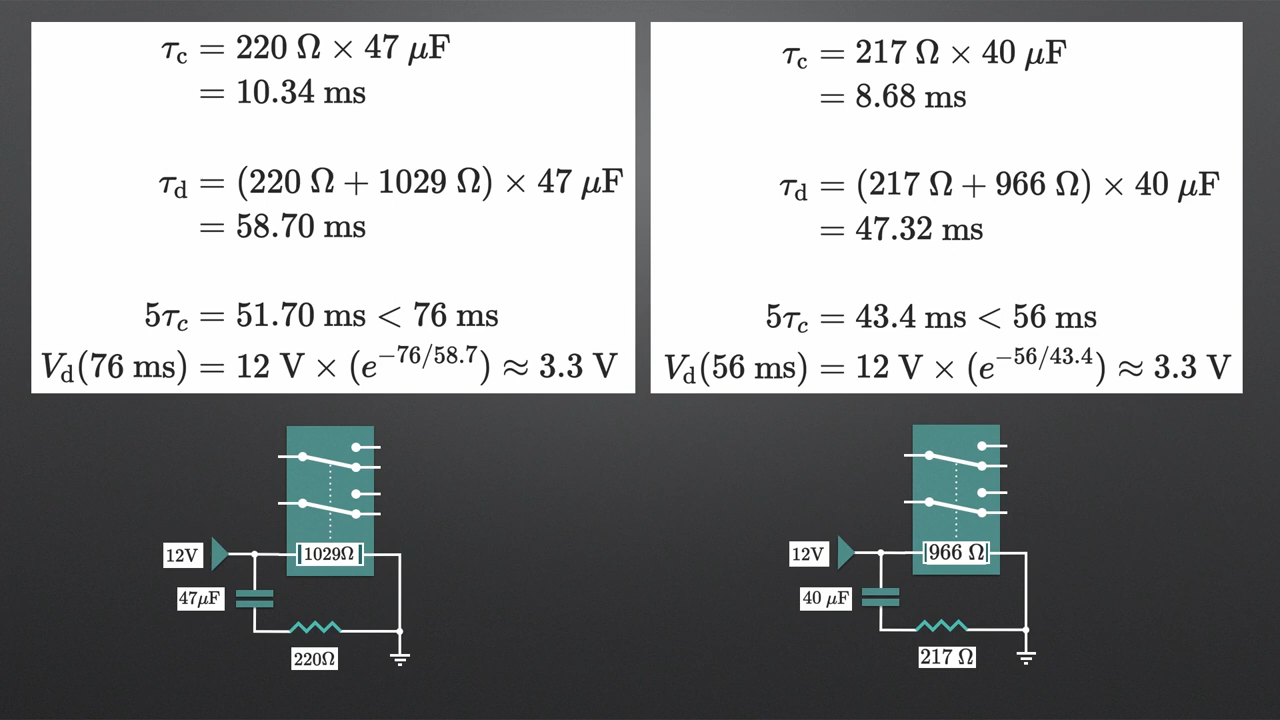 τc = 220 Ω × 47 μF
= 10.34 ms
τd = (220 Ω + 1029 Ω) × 47 μF
= 58.70 ms
5τc = 51.70 ms < 76 ms
Vd(76 ms) = 12 V × (e^−76/58.7) ≈ 3.3 V
τc = 217 Ω × 40 μF
= 8.68 ms
τd = (217 Ω + 966 Ω) × 40 μF
= 47.32 ms
5τc = 43.4 ms < 56 ms
Vd(56 ms) = 12 V × (e^−56/43.4) ≈ 3.3 V
12V
1029Ω
47μF
220Ω
12V
966 Ω
40 μF
217 Ω